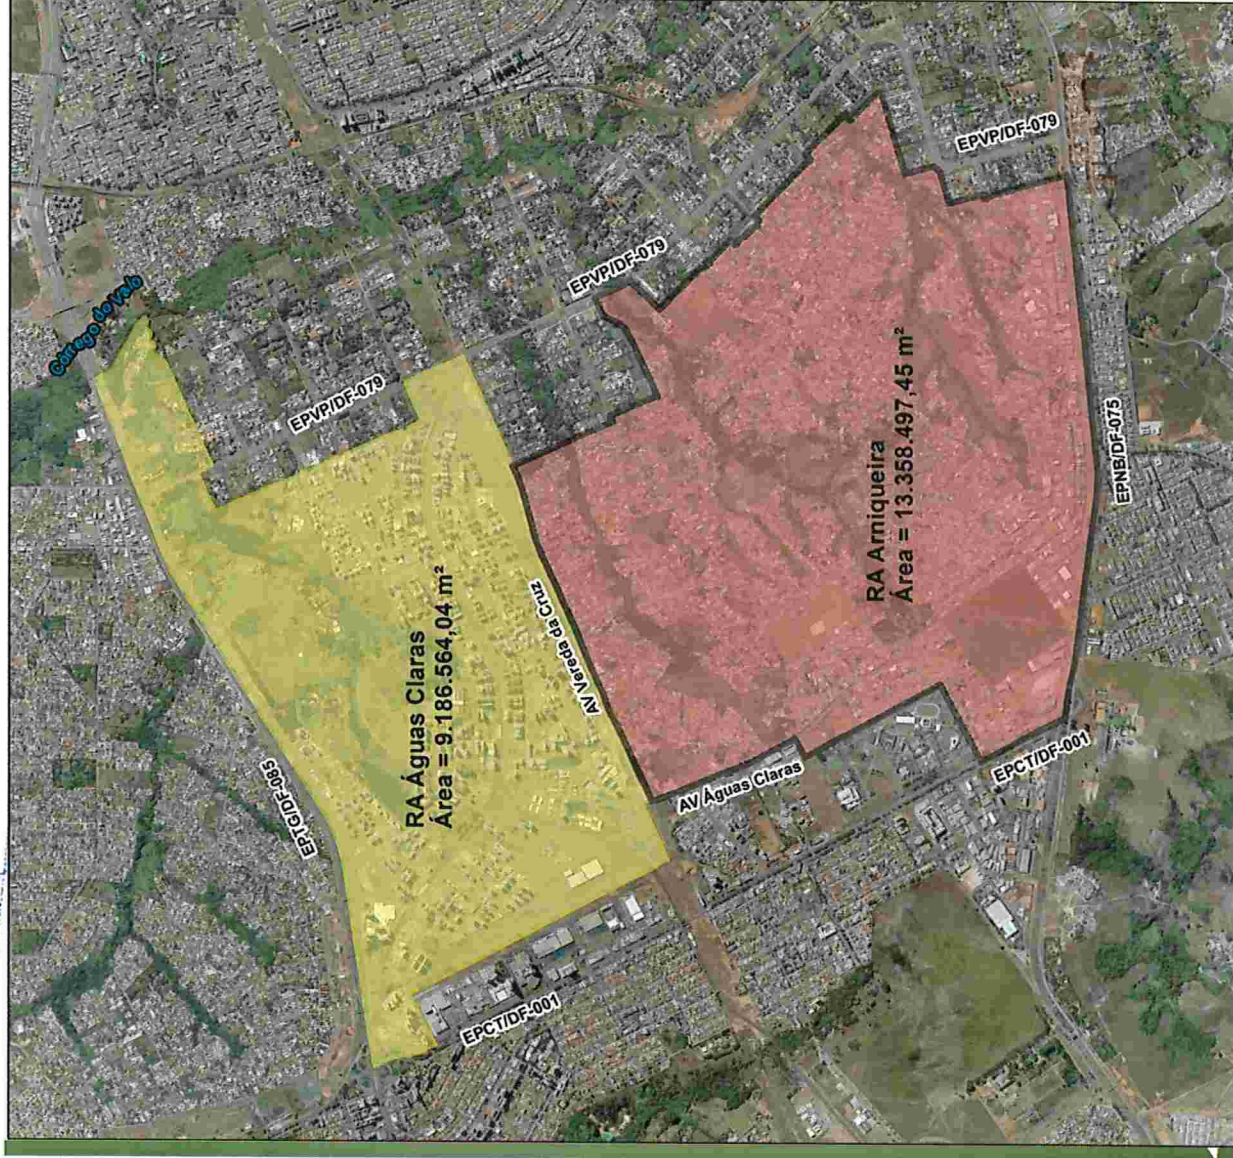 Córrego do Valo
EPVP/DF-079
EPVP/DF-079
EPVP/DF-079
EPTG/DF-085
RA Águas Claras
Área = 9.186.564,04 m²
AV Vereda da Cruz
RA Arniqueira
Área = 13.358.497,45 m²
AV Águas Claras
EPNB/DF-075
EPCT/DF-001
EPCT/DF-001